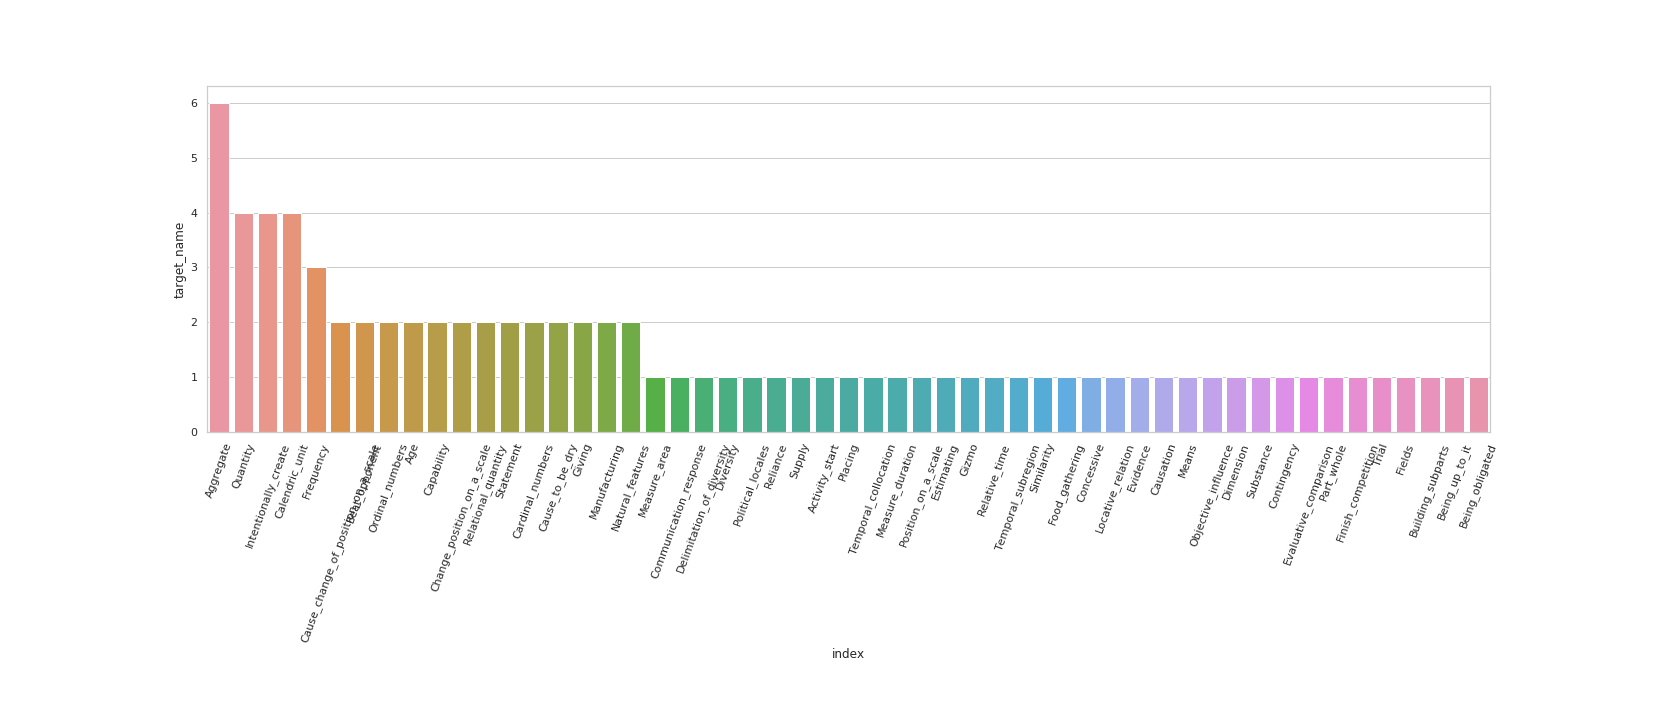 target_name
6
5
4
3
2
1
0
Aggregate
Quantity
Intentionally_create
Calendric_unit
Frequency
Cause_change_of_position_on_a_scale
Beat_opponent
Ordinal_numbers
Age
Capability
Change_position_on_a_scale
Relational_quantity
Statement
Cardinal_numbers
Cause_to_be_dry
Giving
Manufacturing
Natural_features
Measure_area
Communication_response
Delimitation_of_diversity
Diversity
Political_locales
Reliance
Supply
Activity_start
Placing
Temporal_collocation
Measure_duration
Position_on_a_scale
Estimating
Gizmo
Relative_time
Temporal_subregion
Similarity
Food_gathering
Concessive
Locative_relation
Evidence
Causation
Means
Objective_influence
Dimension
Substance
Contingency
Evaluative_comparison
Part_whole
Finish_competition
Trial
Fields
Building_subparts
Being_up_to_it
Being_obligated
index